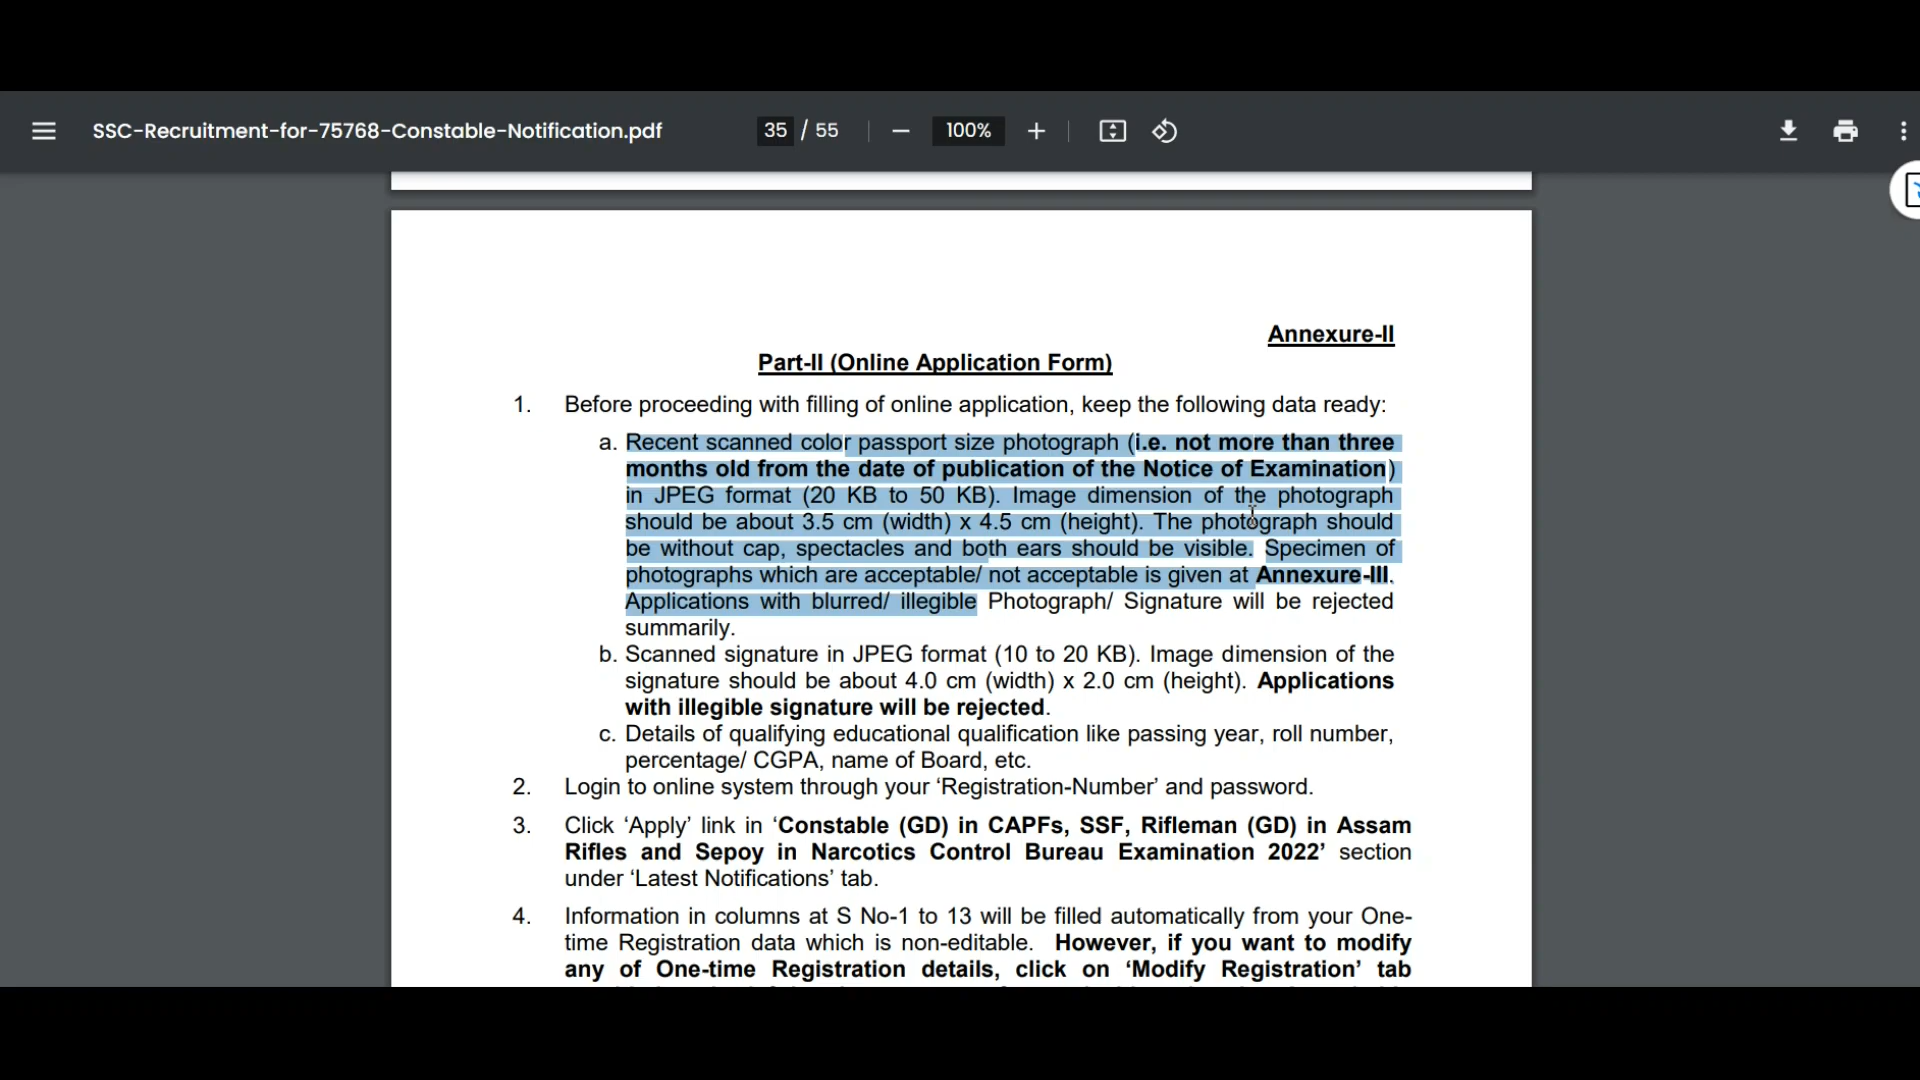 SSC-Recruitment-for-75768-Constable-Notification.pdf
35 / 55
100%
Annexure-II
Part-II (Online Application Form)
1. Before proceeding with filling of online application, keep the following data ready:
a. Recent scanned color passport size photograph (i.e. not more than three
months old from the date of publication of the Notice of Examination)
in JPEG format (20 KB to 50 KB). Image dimension of the photograph
should be about 3.5 cm (width) x 4.5 cm (height). The photograph should
be without cap, spectacles and both ears should be visible. Specimen of
photographs which are acceptable/ not acceptable is given at Annexure-III.
Applications with blurred/ illegible Photograph/ Signature will be rejected
summarily.
b. Scanned signature in JPEG format (10 to 20 KB). Image dimension of the
signature should be about 4.0 cm (width) x 2.0 cm (height). Applications
with illegible signature will be rejected.
c. Details of qualifying educational qualification like passing year, roll number,
percentage/ CGPA, name of Board, etc.
2. Login to online system through your ‘Registration-Number’ and password.
3. Click ‘Apply’ link in ‘Constable (GD) in CAPFs, SSF, Rifleman (GD) in Assam
Rifles and Sepoy in Narcotics Control Bureau Examination 2022’ section
under ‘Latest Notifications’ tab.
4. Information in columns at S No-1 to 13 will be filled automatically from your One-
time Registration data which is non-editable. However, if you want to modify
any of One-time Registration details, click on ‘Modify Registration’ tab